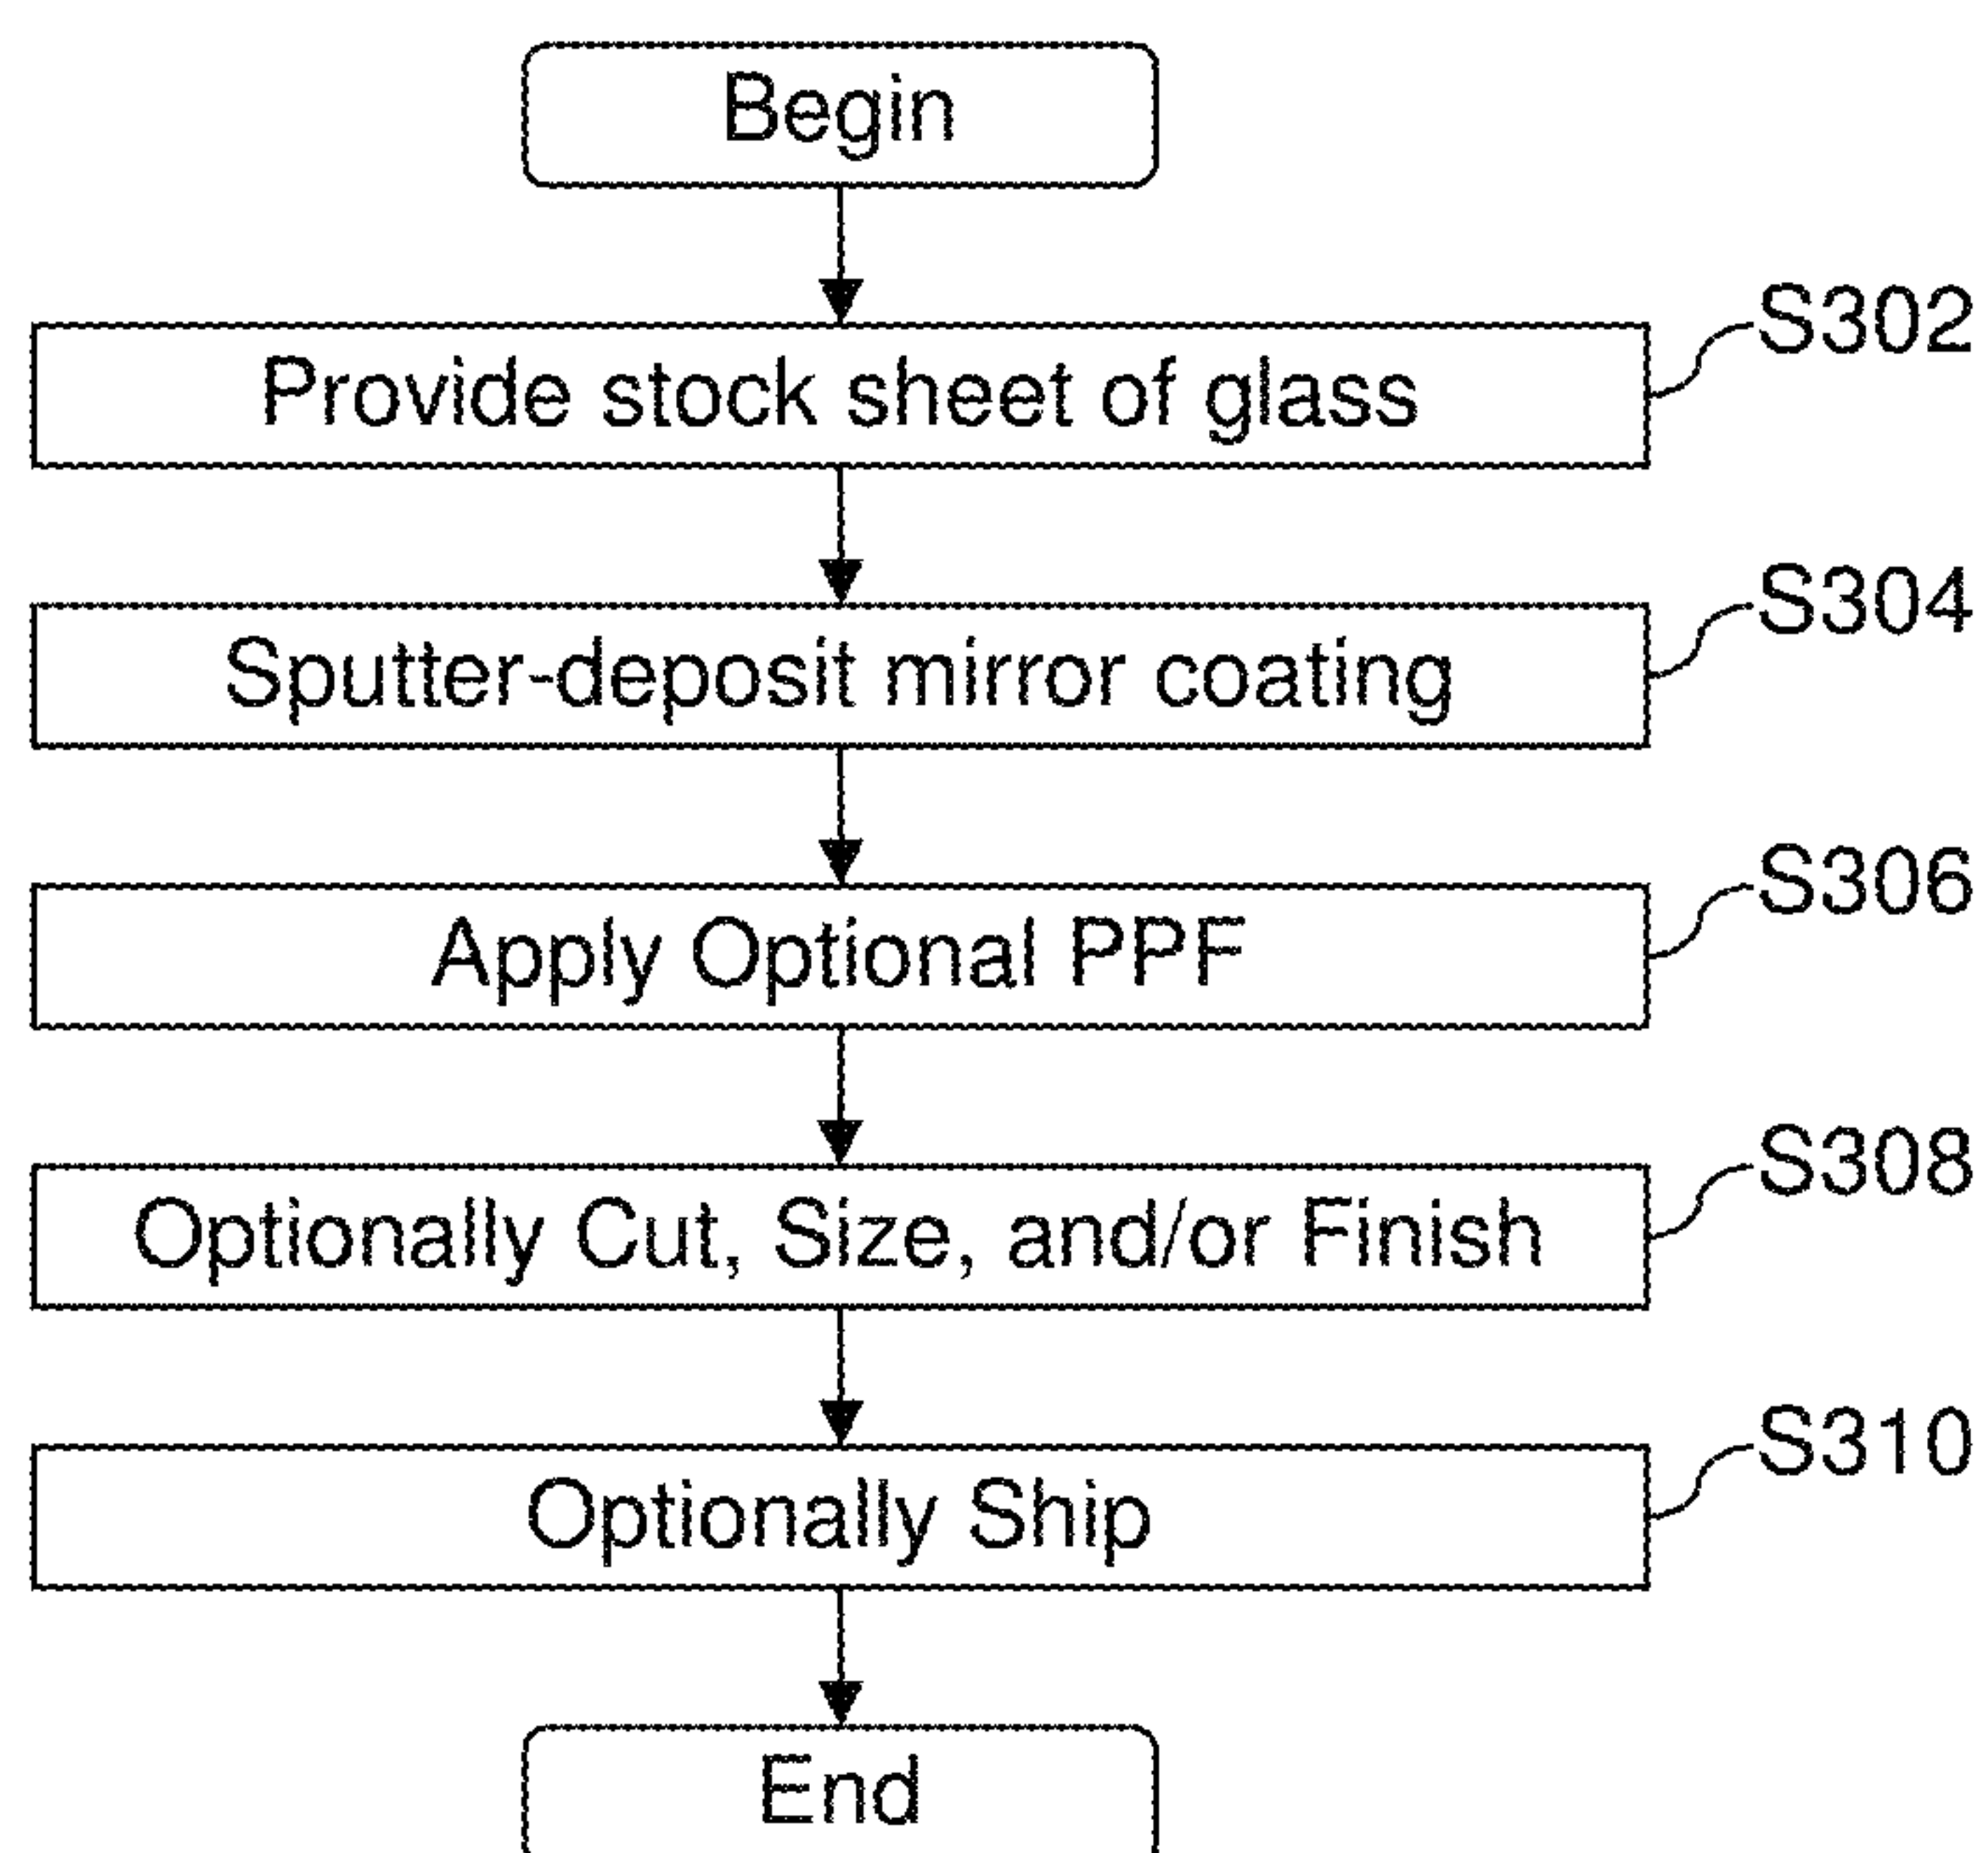 Begin
Provide stock sheet of glass
S302
Sputter-deposit mirror coating
S304
Apply Optional PPF
S306
Optionally Cut, Size, and/or Finish
S308
Optionally Ship
S310
End